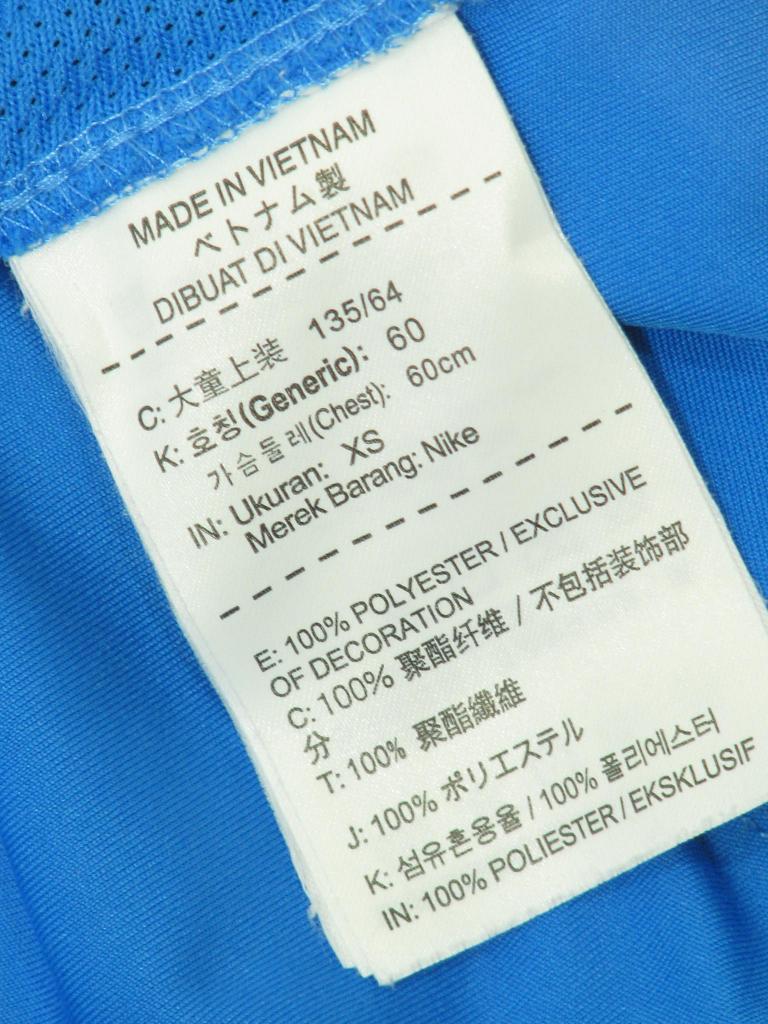 MADE IN VIETNAM
ベトナム製
DIBUAT DI VIETNAM
C: 大童上装 135/64
K: 호칭(Generic): 60
가슴둘레(Chest): 60cm
IN: Ukuran: XS
Merek Barang: Nike
E: 100% POLYESTER / EXCLUSIVE
OF DECORATION
C: 100% 聚酯纤维 / 不包括装饰部
分
T: 100% 聚酯纖維
J: 100% ポリエステル
K: 섬유혼용율 / 100% 폴리에스터
IN: 100% POLIESTER / EKSKLUSIF